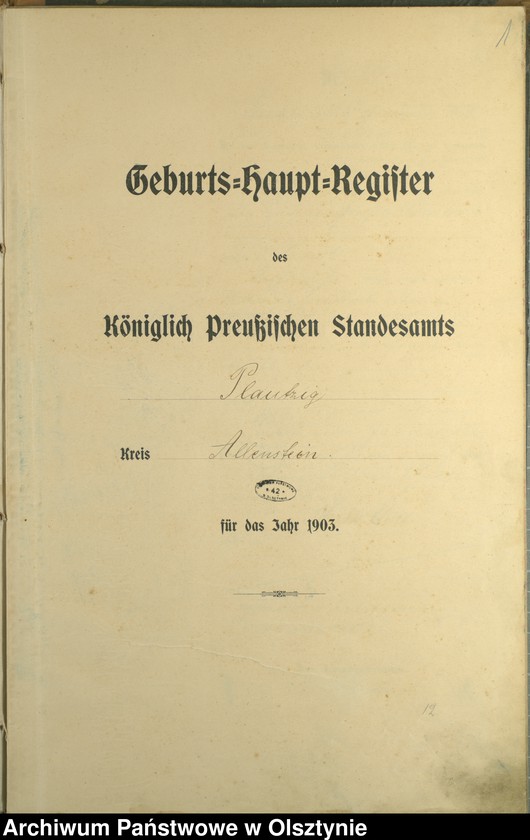 1
Geburts-Haupt-Register
des
Königlich Preußischen Standesamts
Plautzig
Kreis Allenstein.
* 42 *
für das Jahr 1903.
12
Archiwum Państwowe w Olsztynie